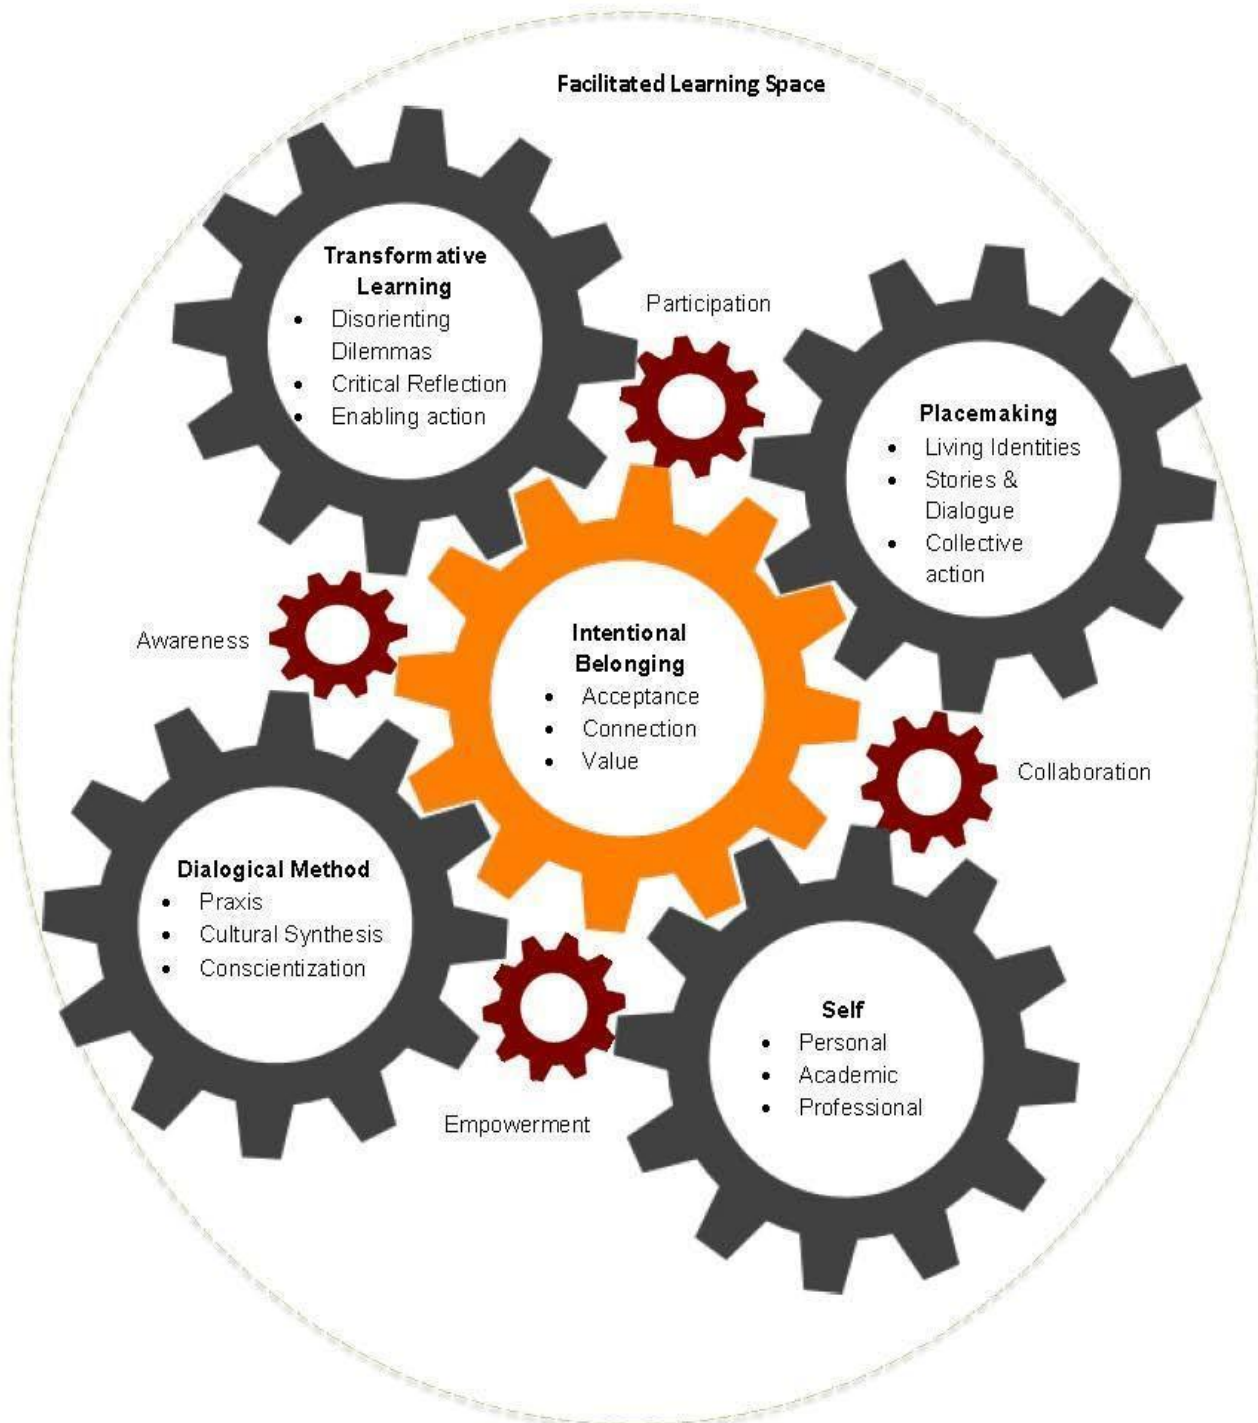 Facilitated Learning Space
Transformative
Learning
• Disorienting
Dilemmas
• Critical Reflection
• Enabling action
Participation
Placemaking
• Living Identities
• Stories &
Dialogue
• Collective
action
Awareness
Intentional
Belonging
• Acceptance
• Connection
• Value
Collaboration
Dialogical Method
• Praxis
• Cultural Synthesis
• Conscientization
Self
• Personal
• Academic
• Professional
Empowerment